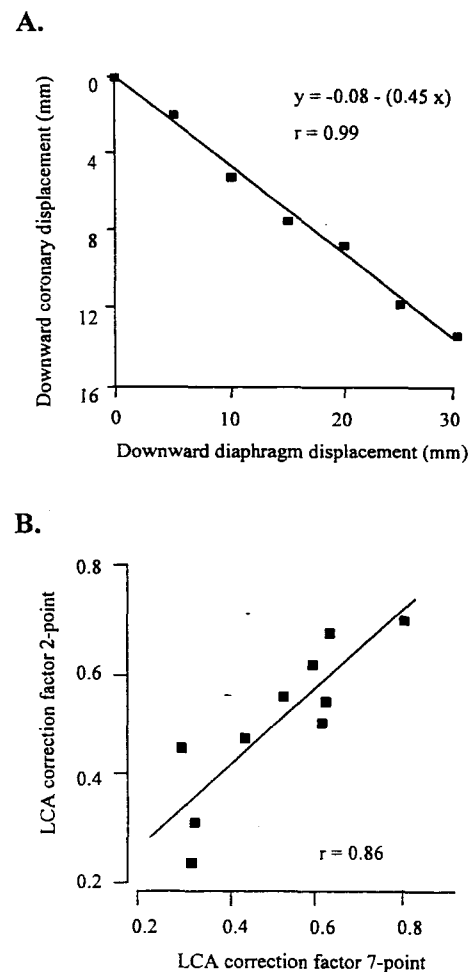 A.
y = -0.08 - (0.45 x)
r = 0.99
Downward coronary displacement (mm)
0
4
8
12
16
0 10 20 30
Downward diaphragm displacement (mm)
B.
LCA correction factor 2-point
0.8
0.6
0.4
0.2
r = 0.86
0.2 0.4 0.6 0.8
LCA correction factor 7-point